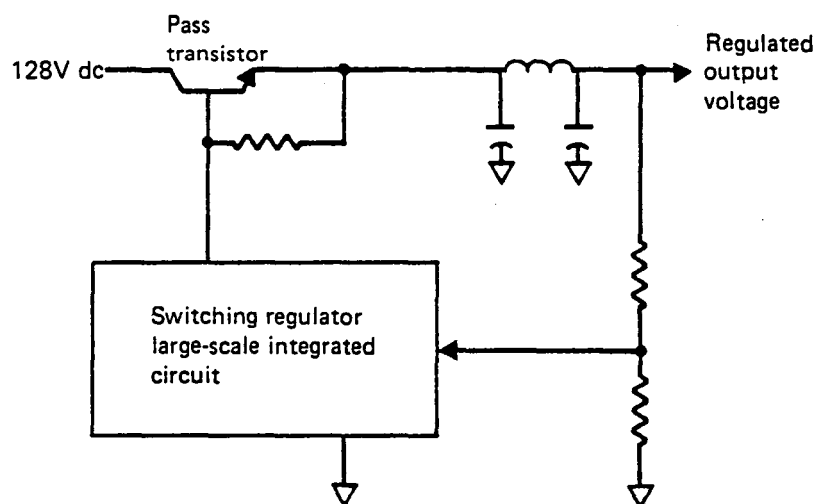 Pass
transistor
128V dc
Regulated
output
voltage
Switching regulator
large-scale integrated
circuit